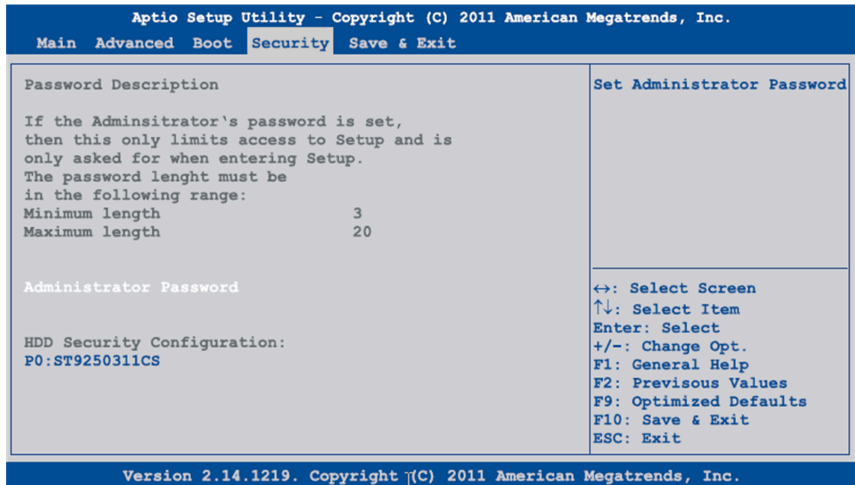 Aptio Setup Utility - Copyright (C) 2011 American Megatrends, Inc.
Main Advanced Boot Security Save & Exit
Password Description
If the Adminsitrator's password is set,
then this only limits access to Setup and is
only asked for when entering Setup.
The password lenght must be
in the following range:
Minimum length 3
Maximum length 20
Administrator Password
HDD Security Configuration:
P0:ST9250311CS
Set Administrator Password
↔: Select Screen
↑↓: Select Item
Enter: Select
+/-: Change Opt.
F1: General Help
F2: Previsous Values
F9: Optimized Defaults
F10: Save & Exit
ESC: Exit
Version 2.14.1219. Copyright (C) 2011 American Megatrends, Inc.